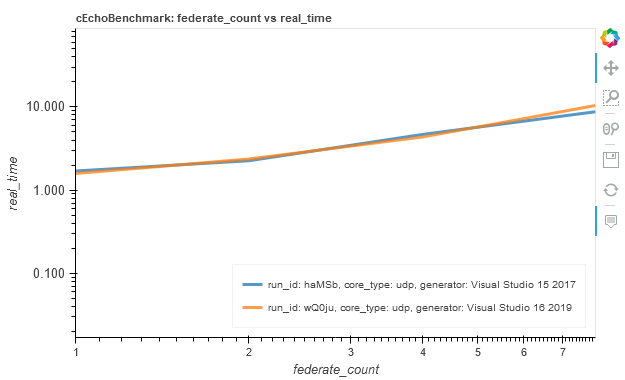 cEchoBenchmark: federate_count vs real_time
10.000
1.000
0.100
real_time
run_id: haMSb, core_type: udp, generator: Visual Studio 15 2017
run_id: wQ0ju, core_type: udp, generator: Visual Studio 16 2019
1 2 3 4 5 6 7
federate_count